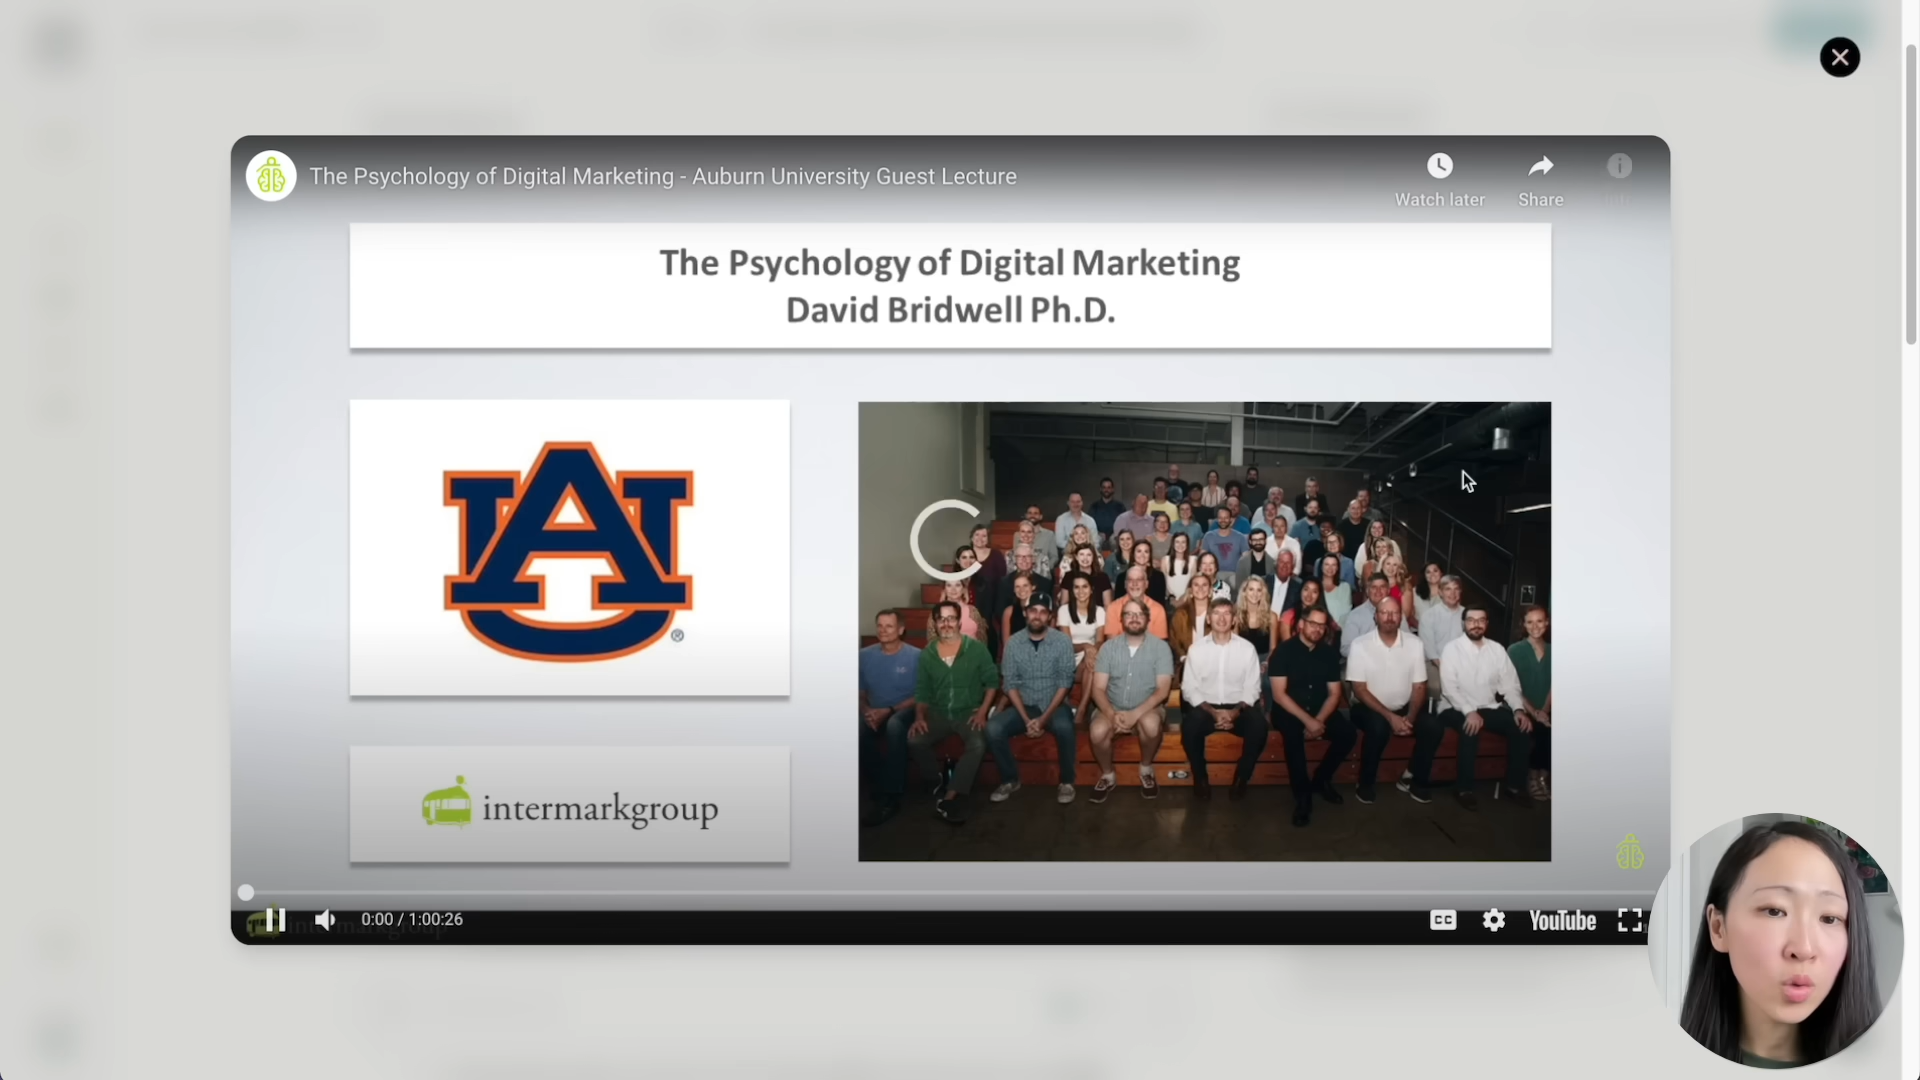 The Psychology of Digital Marketing - Auburn University Guest Lecture
Watch later
Share
The Psychology of Digital Marketing
David Bridwell Ph.D.
AU
®
intermarkgroup
0:00 / 1:00:26
CC
YouTube